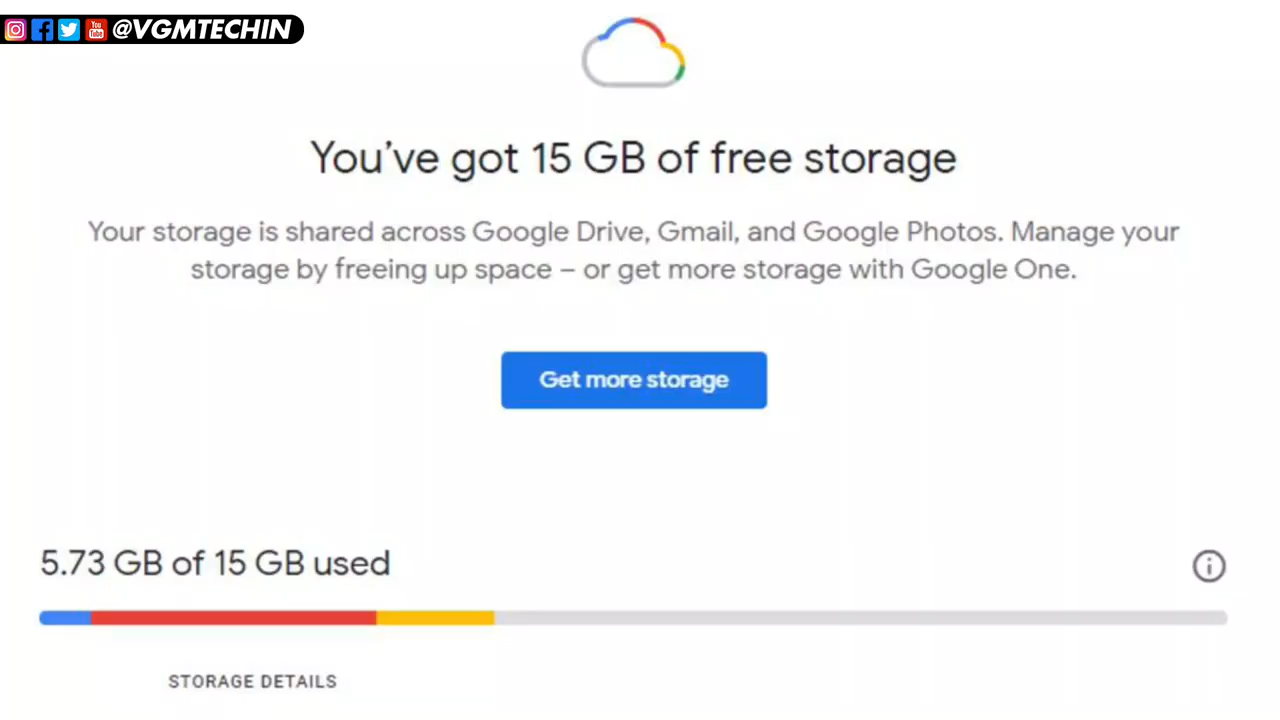 @VGMTECHIN
You’ve got 15 GB of free storage
Your storage is shared across Google Drive, Gmail, and Google Photos. Manage your
storage by freeing up space – or get more storage with Google One.
Get more storage
5.73 GB of 15 GB used
STORAGE DETAILS